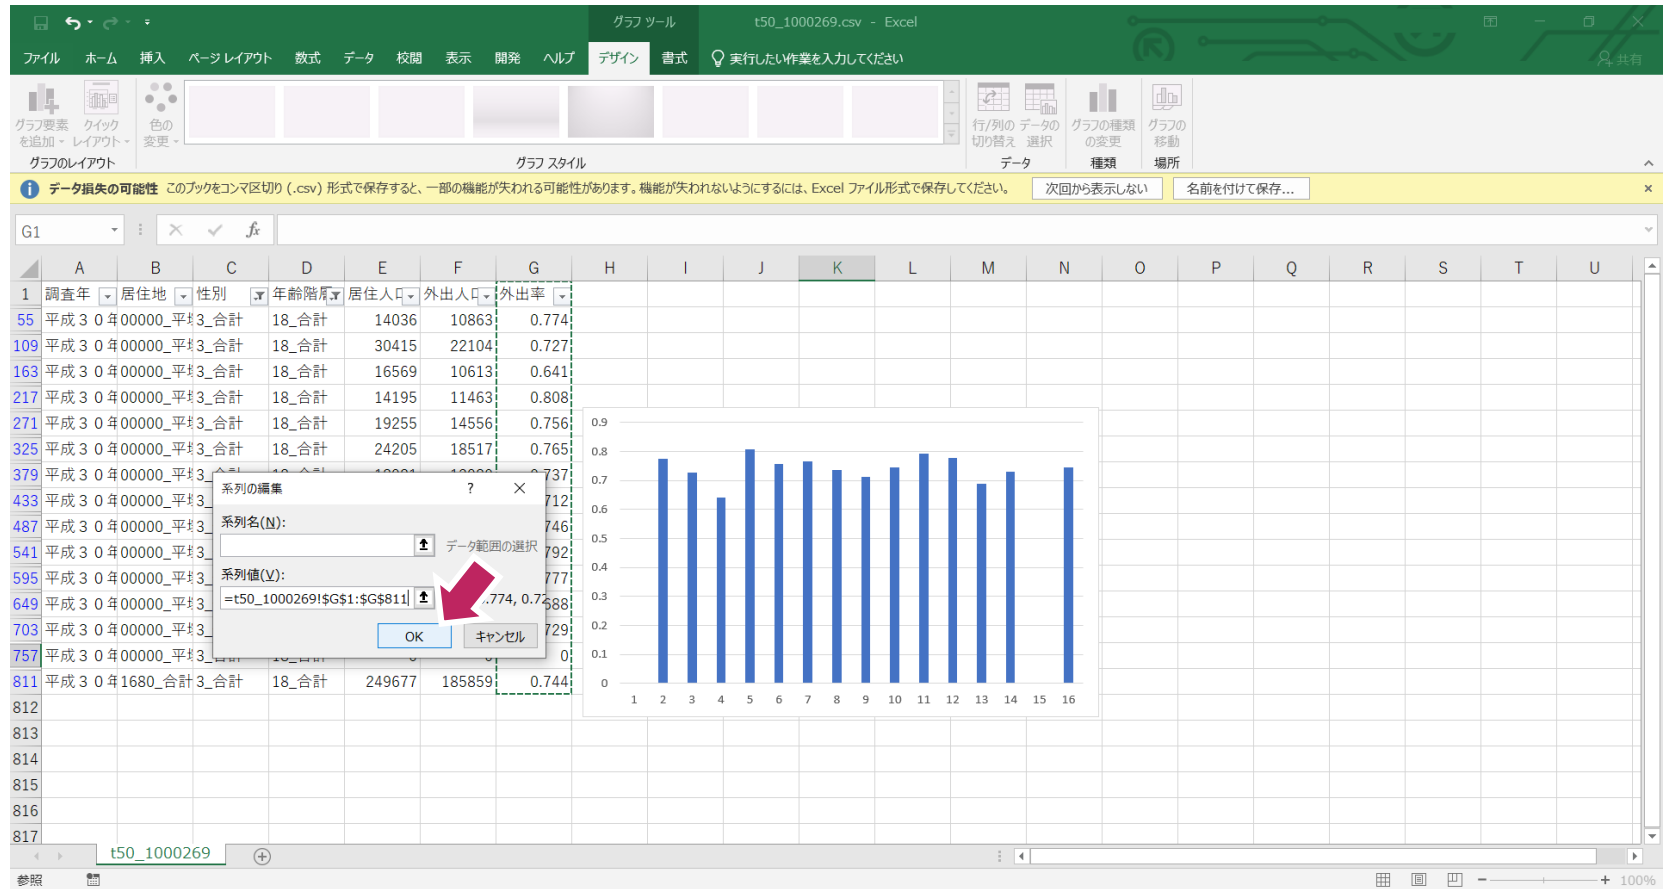 グラフ ツール
t50_1000269.csv - Excel
ファイル ホーム 挿入 ページ レイアウト 数式 データ 校閲 表示 開発 ヘルプ デザイン 書式 実行したい作業を入力してください 共有
グラフ要素を追加 クイックレイアウト 色の変更 行/列の切り替え データの選択 グラフの種類の変更 グラフの移動
グラフのレイアウト グラフ スタイル データ 種類 場所
データ損失の可能性 このブックをコンマ区切り (.csv) 形式で保存すると、一部の機能が失われる可能性があります。機能が失われないようにするには、Excel ファイル形式で保存してください。 次回から表示しない 名前を付けて保存...
G1 fx
A B C D E F G H I J K L M N O P Q R S T U
1 調査年 居住地 性別 年齢階層 居住人口 外出人口 外出率
55 平成３０年 00000_平均 3_合計 18_合計 14036 10863 0.774
109 平成３０年 00000_平均 3_合計 18_合計 30415 22104 0.727
163 平成３０年 00000_平均 3_合計 18_合計 16569 10613 0.641
217 平成３０年 00000_平均 3_合計 18_合計 14195 11463 0.808
271 平成３０年 00000_平均 3_合計 18_合計 19255 14556 0.756
325 平成３０年 00000_平均 3_合計 18_合計 24205 18517 0.765
379 平成３０年 00000_平 3_ 737
433 平成３０年 00000_平 3_ 712
487 平成３０年 00000_平 3_ 746
541 平成３０年 00000_平 3_ 792
595 平成３０年 00000_平 3_ 777
649 平成３０年 00000_平 3_ 688
703 平成３０年 00000_平 3_ 729
757 平成３０年 00000_平 3_ 0
811 平成３０年 1680_合計 3_合計 18_合計 249677 185859 0.744
812
813
814
815
816
817
系列の編集 ? ×
系列名(N):
データ範囲の選択
系列値(V):
=t50_1000269!$G$1:$G$811 .774, 0.72
OK キャンセル
0.9
0.8
0.7
0.6
0.5
0.4
0.3
0.2
0.1
0
1 2 3 4 5 6 7 8 9 10 11 12 13 14 15 16
t50_1000269
参照 100%